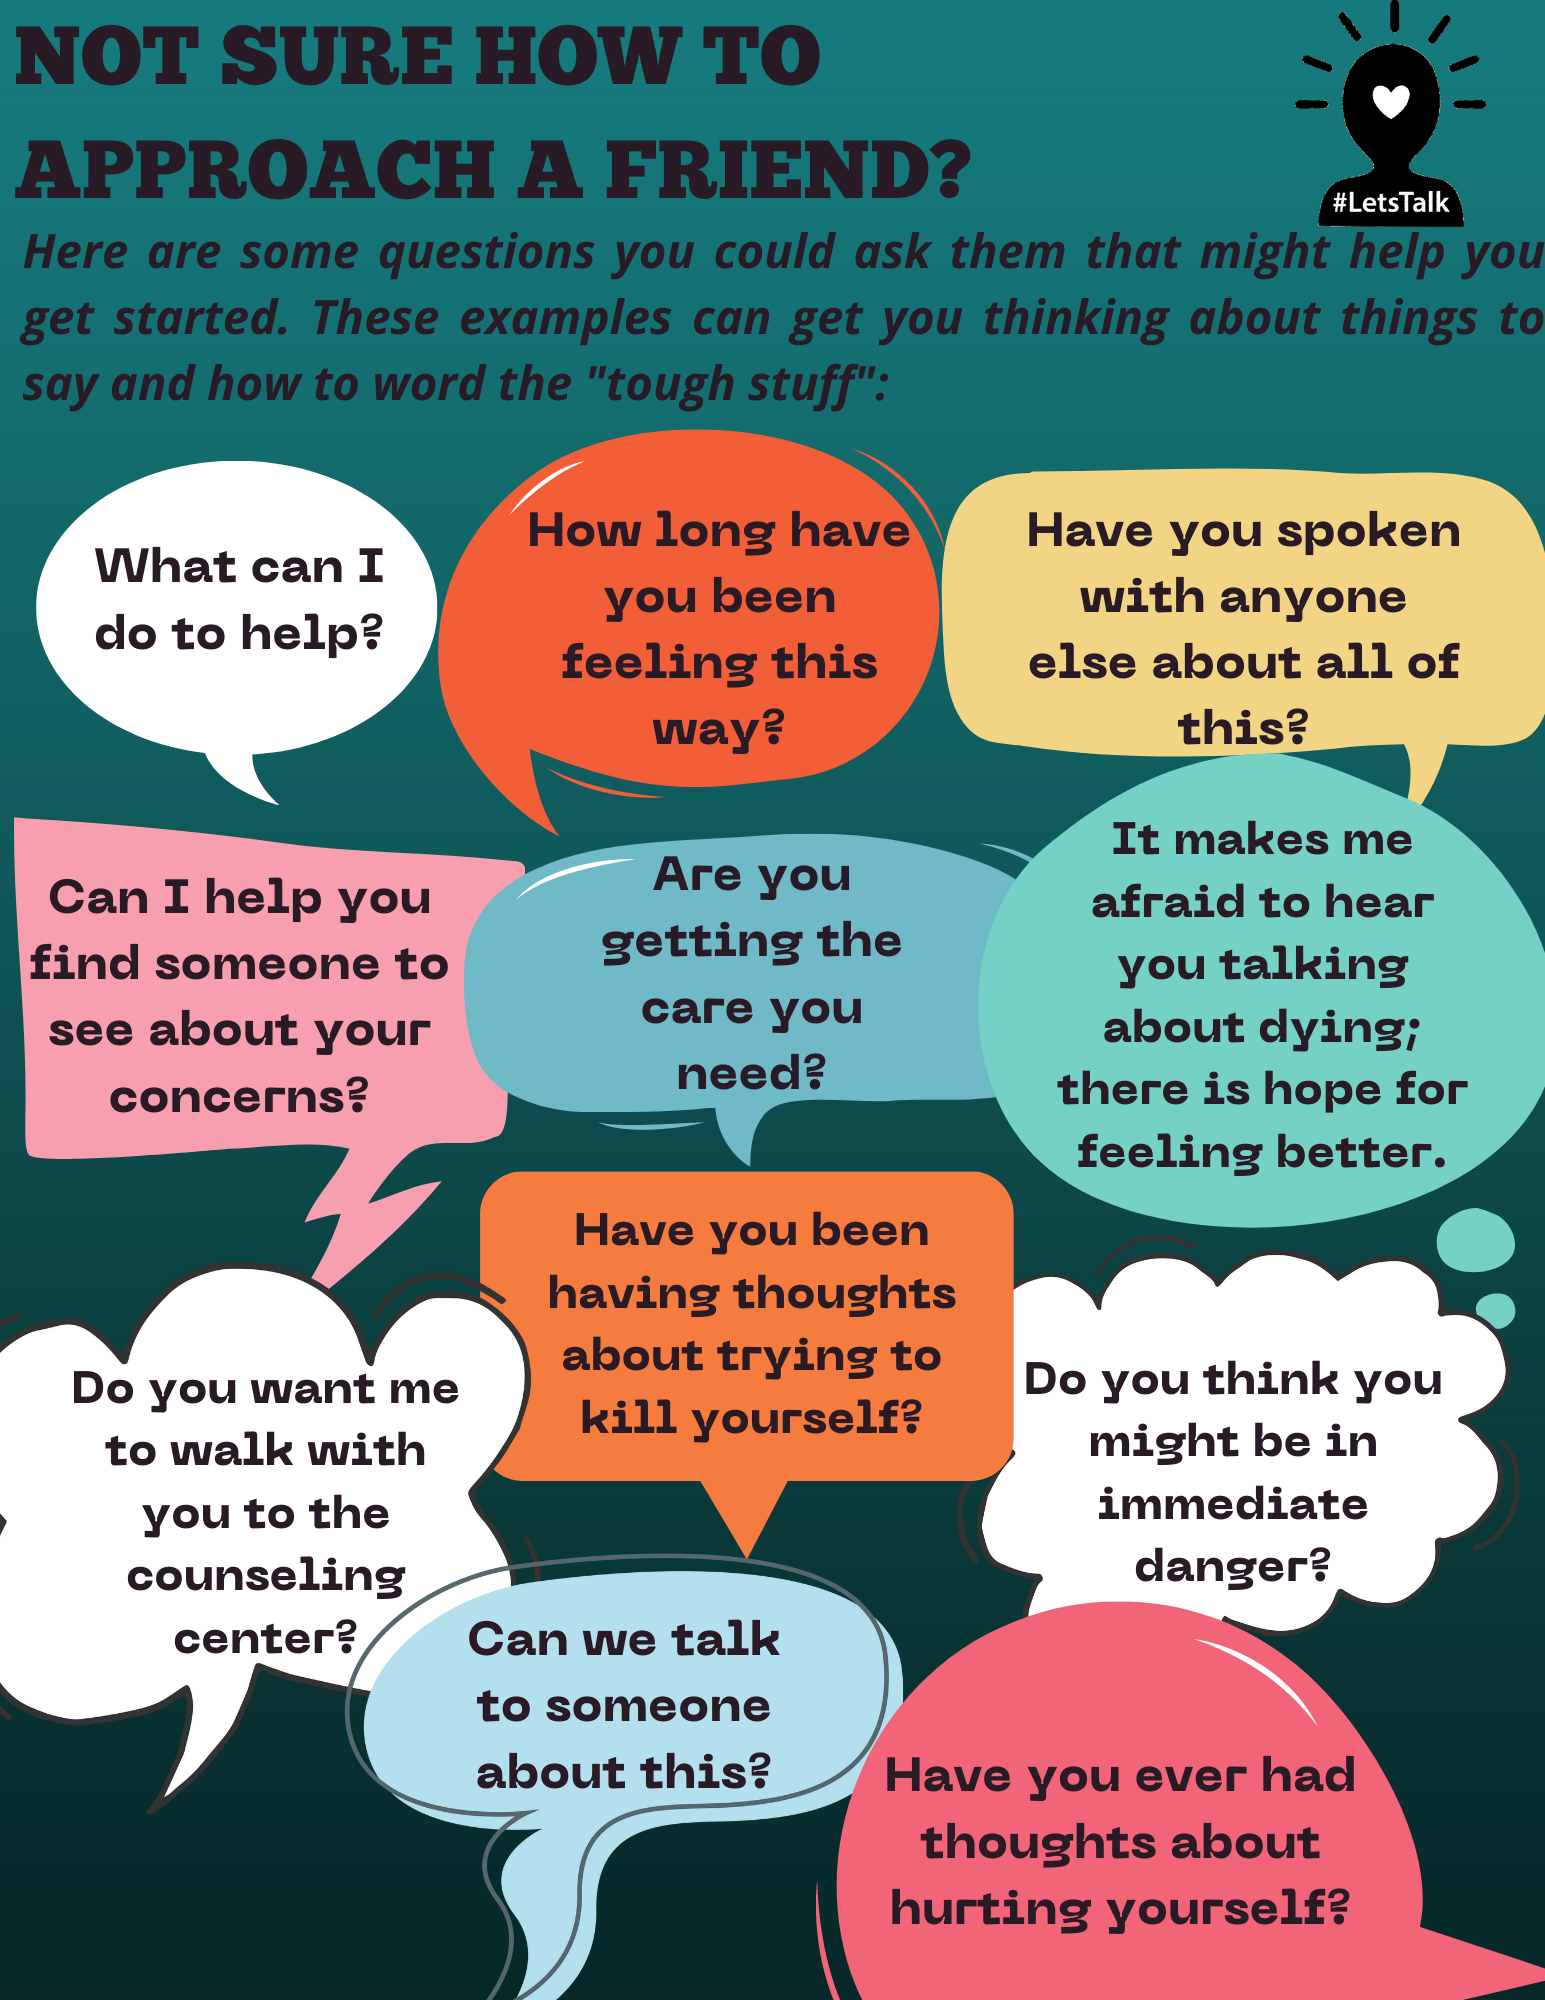 NOT SURE HOW TO
APPROACH A FRIEND?
#LetsTalk
Here are some questions you could ask them that might help you
get started. These examples can get you thinking about things to
say and how to word the "tough stuff":
What can I
do to help?
How long have
you been
feeling this
way?
Have you spoken
with anyone
else about all of
this?
Can I help you
find someone to
see about your
concerns?
Are you
getting the
care you
need?
It makes me
afraid to hear
you talking
about dying;
there is hope for
feeling better.
Have you been
having thoughts
about trying to
kill yourself?
Do you want me
to walk with
you to the
counseling
center?
Do you think you
might be in
immediate
danger?
Can we talk
to someone
about this?
Have you ever had
thoughts about
hurting yourself?